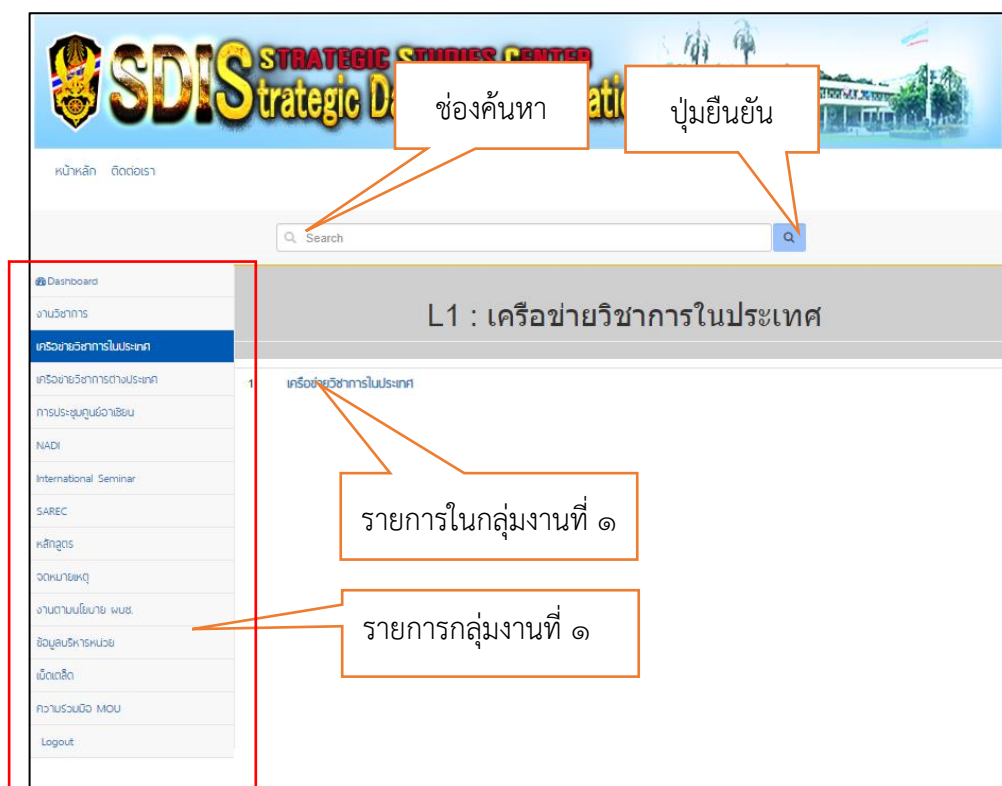 SDIS STRATEGIC STUDIES CENTER
Strategic
ช่องค้นหา
ปุ่มยืนยัน
หน้าหลัก ติดต่อเรา
Search
Dashboard
งานวิชาการ
L1 : เครือข่ายวิชาการในประเทศ
เครือข่ายวิชาการในประเทศ
เครือข่ายวิชาการต่างประเทศ
1 เครือข่ายวิชาการในประเทศ
การประชุมศูนย์อาเซียน
NADI
International Seminar
SAREC
รายการในกลุ่มงานที่ ๑
หลักสูตร
จดหมายเหตุ
งานตามนโยบาย ผบช.
รายการกลุ่มงานที่ ๑
ข้อมูลบริหารหน่วย
เบ็ดเตล็ด
ความร่วมมือ MOU
Logout